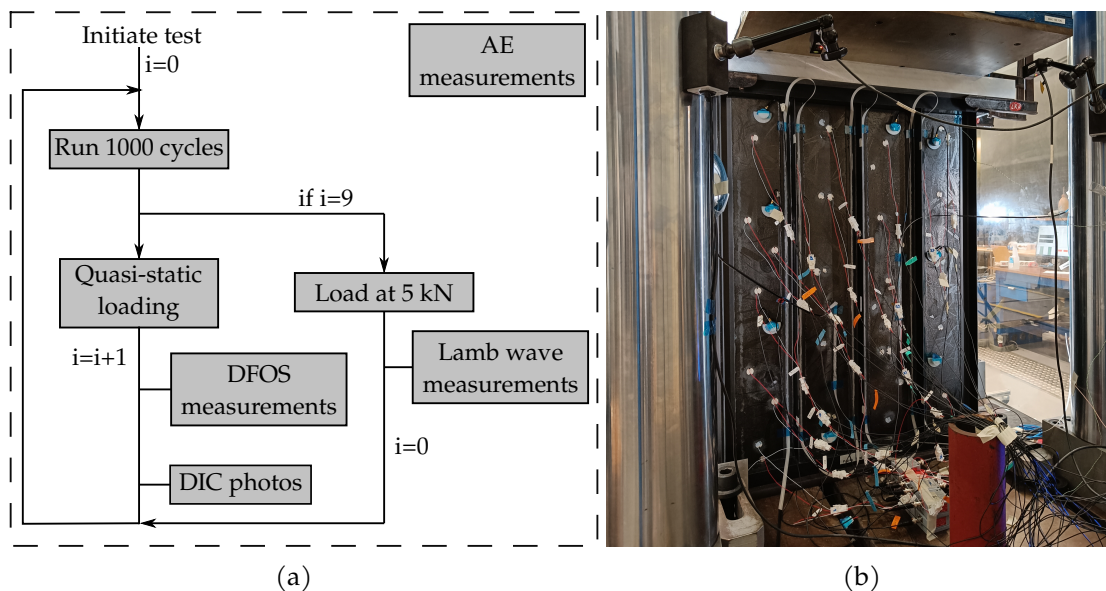 Initiate test
i=0
AE
measurements
Run 1000 cycles
if i=9
Quasi-static
loading
Load at 5 kN
i=i+1
Lamb wave
measurements
DFOS
measurements
i=0
DIC photos
(a)
(b)